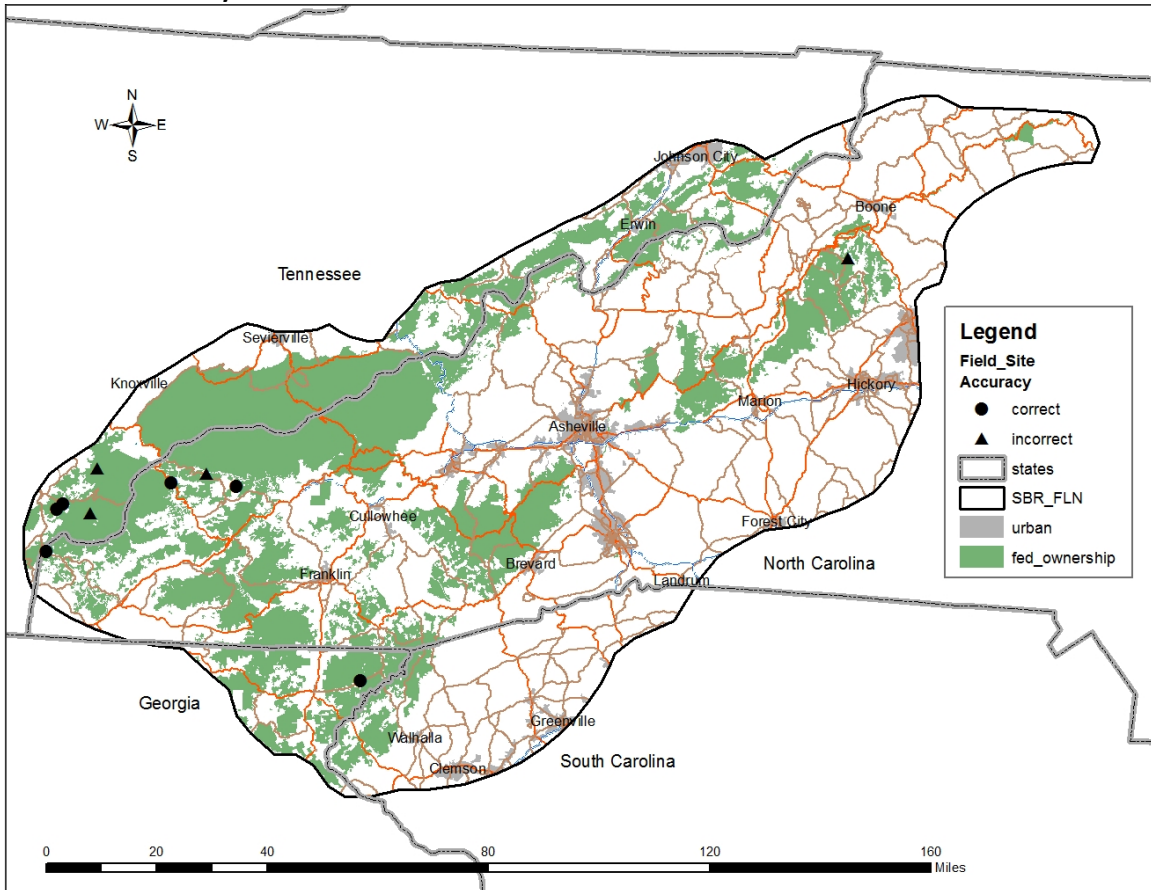 N
W E
S
Johnson City
Boone
Erwin
Tennessee
Sevierville
Knoxville
Hickory
Marion
Asheville
Cullowhee
Forest City
Brevard
North Carolina
Franklin
Landrum
Georgia
Greenville
Walhalla
South Carolina
Clemson
Legend
Field_Site
Accuracy
correct
incorrect
states
SBR_FLN
urban
fed_ownership
0 20 40 80 120 160
Miles